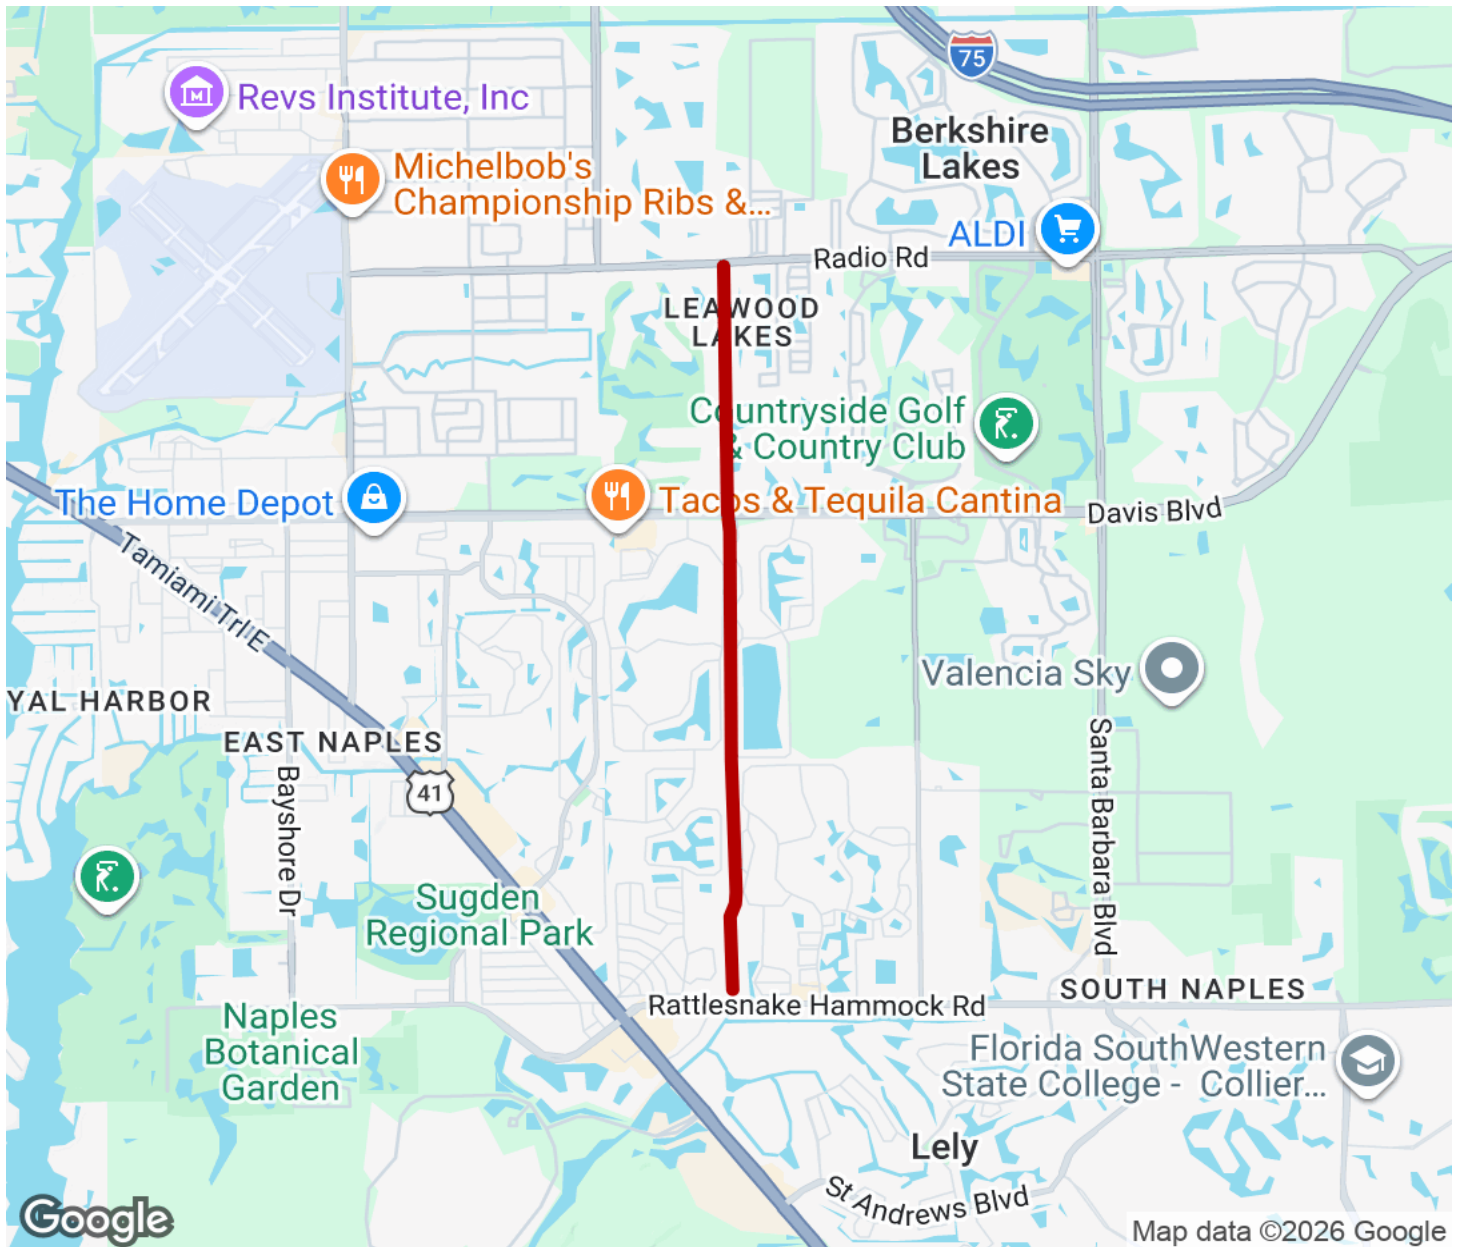 75
Revs Institute, Inc
Berkshire
Lakes
Michelbob's
Championship Ribs &...
ALDI
Radio Rd
LEAWOOD
LAKES
Countryside Golf
& Country Club
The Home Depot
Tacos & Tequila Cantina
Davis Blvd
Tamiami Trl E
Valencia Sky
YAL HARBOR
EAST NAPLES
Santa Barbara Blvd
41
Bayshore Dr
Sugden
Regional Park
SOUTH NAPLES
Rattlesnake Hammock Rd
Naples
Botanical
Garden
Florida SouthWestern
State College - Collier...
Lely
St Andrews Blvd
Google
Map data ©2026 Google